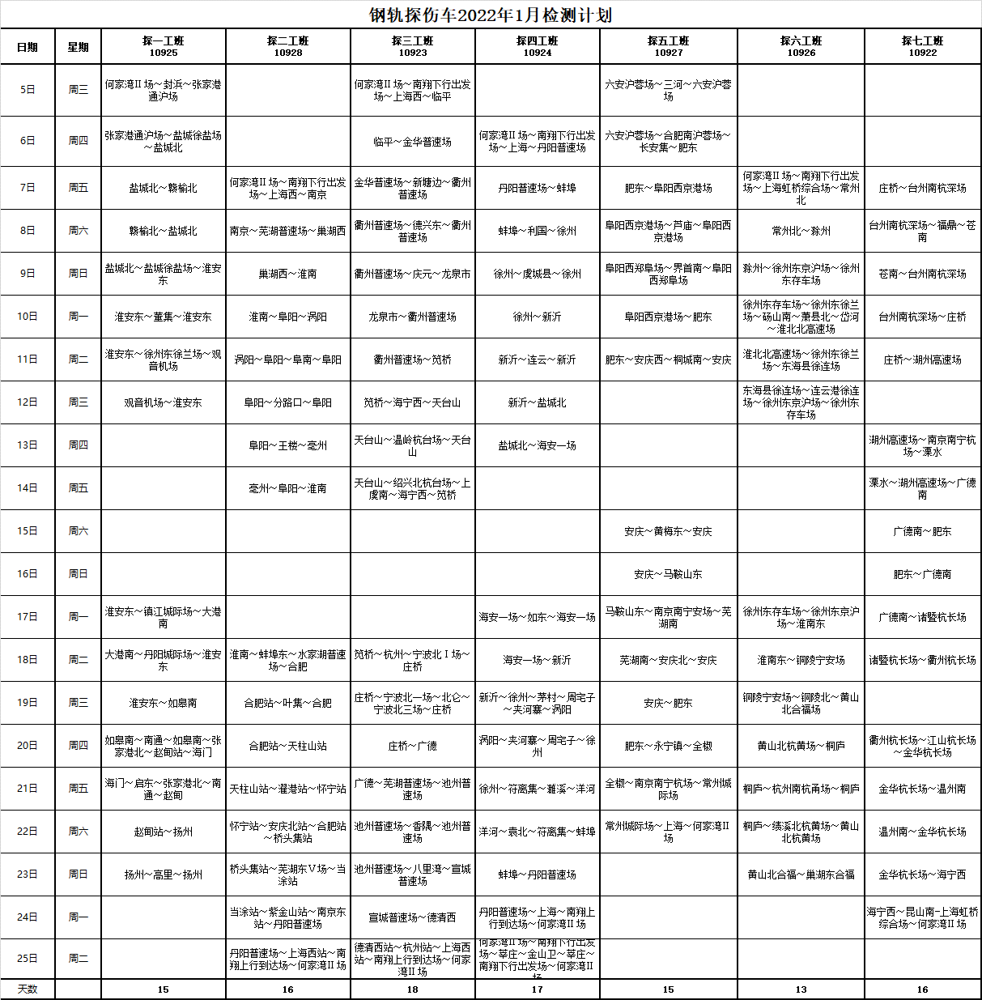 钢轨探伤车2022年1月检测计划
日期 星期 探一工班 10925 探二工班 10928 探三工班 10923 探四工班 10924 探五工班 10927 探六工班 10926 探七工班 10922
5日 周三 何家湾Ⅱ场～封浜～张家港通沪场 何家湾Ⅱ场～南翔下行出发场～上海西～临平 六安沪蓉场～三河～六安沪蓉场
6日 周四 张家港通沪场～盐城徐盐场～盐城北 临平～金华普速场 何家湾Ⅱ场～南翔下行出发场～上海～丹阳普速场 六安沪蓉场～合肥南沪蓉场～长安集～肥东
7日 周五 盐城北～赣榆北 何家湾Ⅱ场～南翔下行出发场～上海西～南京 金华普速场～新塘边～衢州普速场 丹阳普速场～蚌埠 肥东～阜阳西京港场 何家湾Ⅱ场～南翔下行出发场～上海虹桥综合场～常州北 庄桥～台州南杭深场
8日 周六 赣榆北～盐城北 南京～芜湖普速场～巢湖西 衢州普速场～德兴东～衢州普速场 蚌埠～利国～徐州 阜阳西京港场～芦庙～阜阳西京港场 常州北～滁州 台州南杭深场～福鼎～苍南
9日 周日 盐城北～盐城徐盐场～淮安东 巢湖西～淮南 衢州普速场～庆元～龙泉市 徐州～虞城县～徐州 阜阳西郑阜场～界首南～阜阳西郑阜场 滁州～徐州东京沪场～徐州东存车场 苍南～台州南杭深场
10日 周一 淮安东～董集～淮安东 淮南～阜阳～涡阳 龙泉市～衢州普速场 徐州～新沂 阜阳西京港场～肥东 徐州东存车场～徐州东徐兰场～砀山南～萧县北～岱河～淮北北高速场 台州南杭深场～庄桥
11日 周二 淮安东～徐州东徐兰场～观音机场 涡阳～阜阳～阜南～阜阳 衢州普速场～笕桥 新沂～连云～新沂 肥东～安庆西～桐城南～安庆 淮北北高速场～徐州东徐兰场～东海县徐连场 庄桥～湖州高速场
12日 周三 观音机场～淮安东 阜阳～分路口～阜阳 笕桥～海宁西～天台山 新沂～盐城北 东海县徐连场～连云港徐连场～徐州东京沪场～徐州东存车场
13日 周四 阜阳～王楼～亳州 天台山～温岭杭台场～天台山 盐城北～海安一场 湖州高速场～南京南宁杭场～溧水
14日 周五 亳州～阜阳～淮南 天台山～绍兴北杭台场～上虞南～海宁西～笕桥 溧水～湖州高速场～广德南
15日 周六 安庆～黄梅东～安庆 广德南～肥东
16日 周日 安庆～马鞍山东 肥东～广德南
17日 周一 淮安东～镇江城际场～大港南 海安一场～如东～海安一场 马鞍山东～南京南宁安场～芜湖南 徐州东存车场～徐州东京沪场～淮南东 广德南～诸暨杭长场
18日 周二 大港南～丹阳城际场～淮安东 淮南～蚌埠东～水家湖普速场～合肥 笕桥～杭州～宁波北Ⅰ场～庄桥 海安一场～新沂 芜湖南～安庆北～安庆 淮南东～铜陵宁安场 诸暨杭长场～衢州杭长场
19日 周三 淮安东～如皋南 合肥站～叶集～合肥 庄桥～宁波北一场～北仑～宁波北三场～庄桥 新沂～徐州～茅村～周宅子～夹河寨～涡阳 安庆～肥东 铜陵宁安场～铜陵北～黄山北合福场
20日 周四 如皋南～南通～如皋南～张家港北～赵甸站～海门 合肥站～天柱山站 庄桥～广德 涡阳～夹河寨～周宅子～徐州 肥东～永宁镇～全椒 黄山北杭黄场～桐庐 衢州杭长场～江山杭长场～金华杭长场
21日 周五 海门～启东～张家港北～南通～赵甸 天柱山站～濯港站～怀宁站 广德～芜湖普速场～池州普速场 徐州～符离集～濉溪～洋河 全椒～南京南宁杭场～常州城际场 桐庐～杭州南杭甬场～桐庐 金华杭长场～温州南
22日 周六 赵甸站～扬州 怀宁站～安庆北站～合肥站～桥头集站 池州普速场～香隅～池州普速场 洋河～袁北～符离集～蚌埠 常州城际场～上海～何家湾Ⅱ场 桐庐～绩溪北杭黄场～黄山北杭黄场 温州南～金华杭长场
23日 周日 扬州～高里～扬州 桥头集站～芜湖东Ⅴ场～当涂站 池州普速场～八里湾～宣城普速场 蚌埠～丹阳普速场 黄山北合福～巢湖东合福 金华杭长场～海宁西
24日 周一 当涂站～紫金山站～南京东站～丹阳普速场 宣城普速场～德清西 丹阳普速场～上海～南翔上行到达场～何家湾Ⅱ场 海宁西～昆山南-上海虹桥综合场～何家湾Ⅱ场
25日 周二 丹阳普速场～上海西站～南翔上行到达场～何家湾Ⅱ场 德清西站～杭州站～上海西站～南翔上行到达场～何家湾Ⅱ场 何家湾Ⅱ场～南翔下行出发场～莘庄～金山卫～莘庄～南翔下行出发场～何家湾Ⅱ场
天数 15 16 18 17 15 13 16